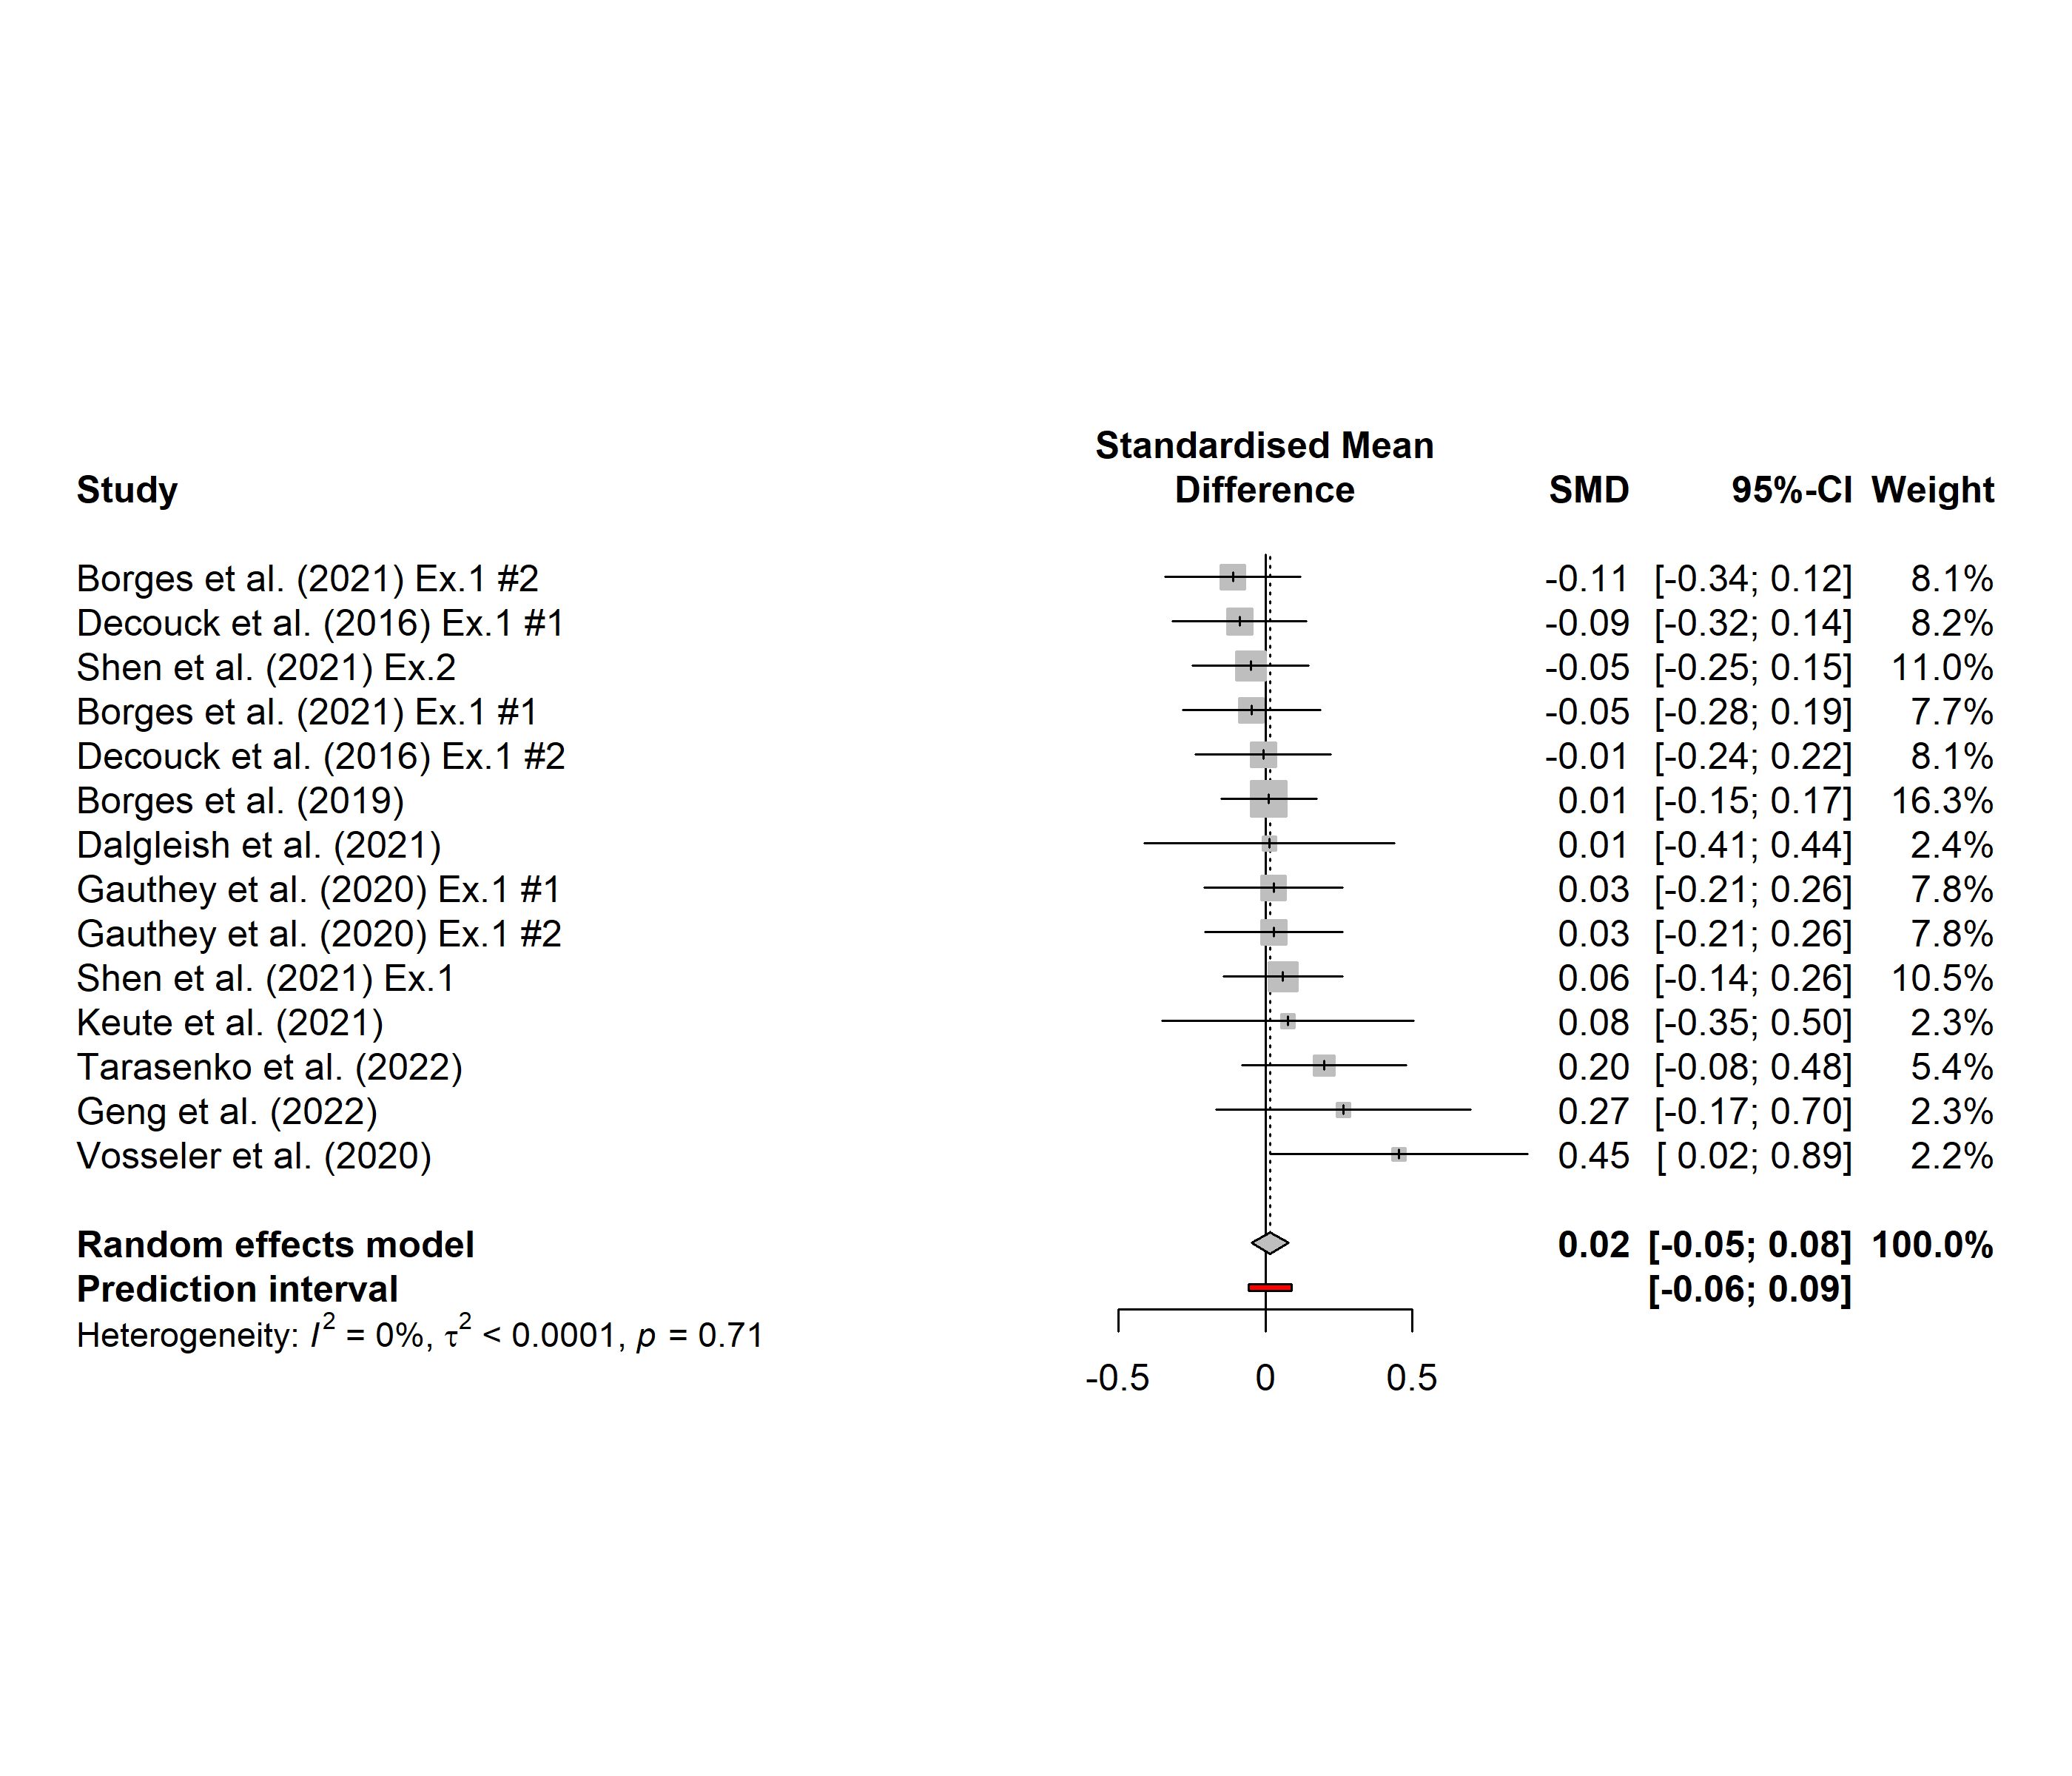 Standardised Mean
Study Difference SMD 95%-CI Weight
Borges et al. (2021) Ex.1 #2 -0.11 [-0.34; 0.12] 8.1%
Decouck et al. (2016) Ex.1 #1 -0.09 [-0.32; 0.14] 8.2%
Shen et al. (2021) Ex.2 -0.05 [-0.25; 0.15] 11.0%
Borges et al. (2021) Ex.1 #1 -0.05 [-0.28; 0.19] 7.7%
Decouck et al. (2016) Ex.1 #2 -0.01 [-0.24; 0.22] 8.1%
Borges et al. (2019) 0.01 [-0.15; 0.17] 16.3%
Dalgleish et al. (2021) 0.01 [-0.41; 0.44] 2.4%
Gauthey et al. (2020) Ex.1 #1 0.03 [-0.21; 0.26] 7.8%
Gauthey et al. (2020) Ex.1 #2 0.03 [-0.21; 0.26] 7.8%
Shen et al. (2021) Ex.1 0.06 [-0.14; 0.26] 10.5%
Keute et al. (2021) 0.08 [-0.35; 0.50] 2.3%
Tarasenko et al. (2022) 0.20 [-0.08; 0.48] 5.4%
Geng et al. (2022) 0.27 [-0.17; 0.70] 2.3%
Vosseler et al. (2020) 0.45 [ 0.02; 0.89] 2.2%
Random effects model 0.02 [-0.05; 0.08] 100.0%
Prediction interval [-0.06; 0.09]
Heterogeneity: I² = 0%, τ² < 0.0001, p = 0.71
-0.5 0 0.5